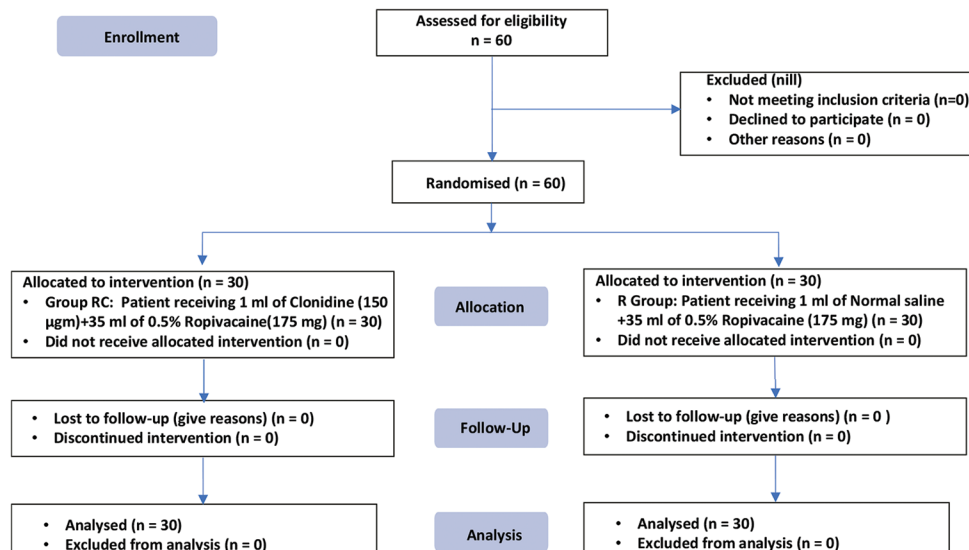 Enrollment
Assessed for eligibility
n = 60
Excluded (nill)
• Not meeting inclusion criteria (n=0)
• Declined to participate (n = 0)
• Other reasons (n = 0)
Randomised (n = 60)
Allocated to intervention (n = 30)
• Group RC: Patient receiving 1 ml of Clonidine (150
µgm)+35 ml of 0.5% Ropivacaine(175 mg) (n = 30)
• Did not receive allocated intervention (n = 0)
Allocation
Allocated to intervention (n = 30)
• R Group: Patient receiving 1 ml of Normal saline
+35 ml of 0.5% Ropivacaine (175 mg) (n = 30)
• Did not receive allocated intervention (n = 0)
• Lost to follow-up (give reasons) (n = 0)
• Discontinued intervention (n = 0)
Follow-Up
• Lost to follow-up (give reasons) (n = 0 )
• Discontinued intervention (n = 0)
• Analysed (n = 30)
• Excluded from analysis (n = 0)
Analysis
• Analysed (n = 30)
• Excluded from analysis (n = 0)